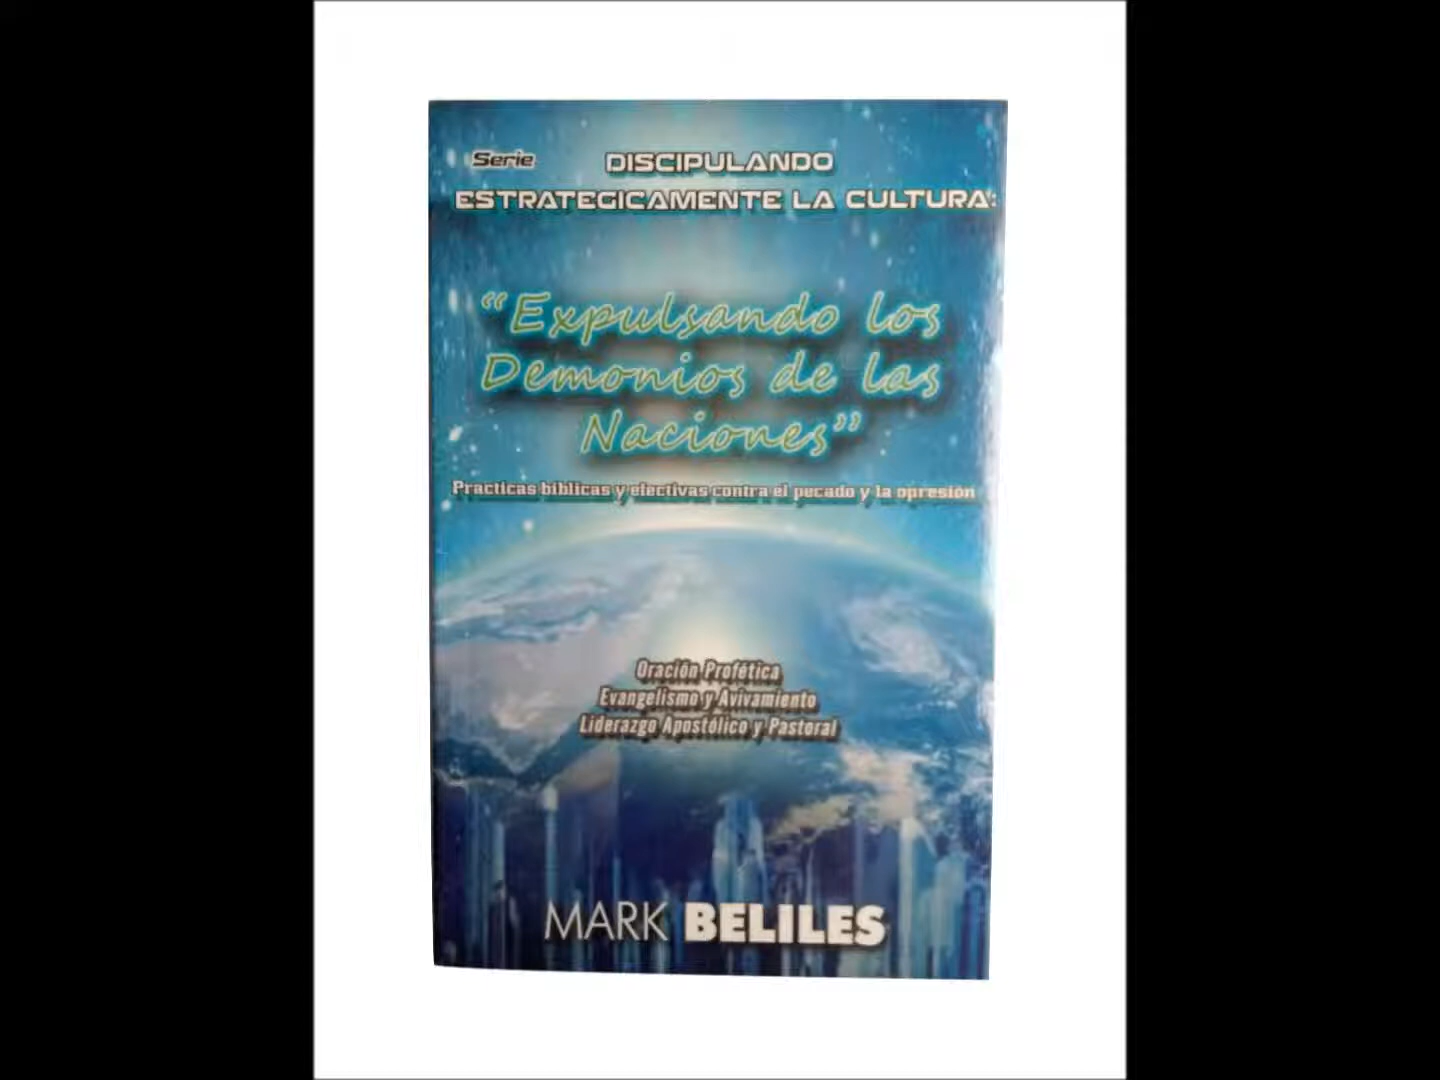 Serie DISCIPULANDO
ESTRATEGICAMENTE LA CULTURA:
“Expulsando los
Demonios de las
Naciones”
Practicas bíblicas y efectivas contra el pecado y la opresión
Oración Profética
Evangelismo y Avivamiento
Liderazgo Apostólico y Pastoral
MARK BELILES